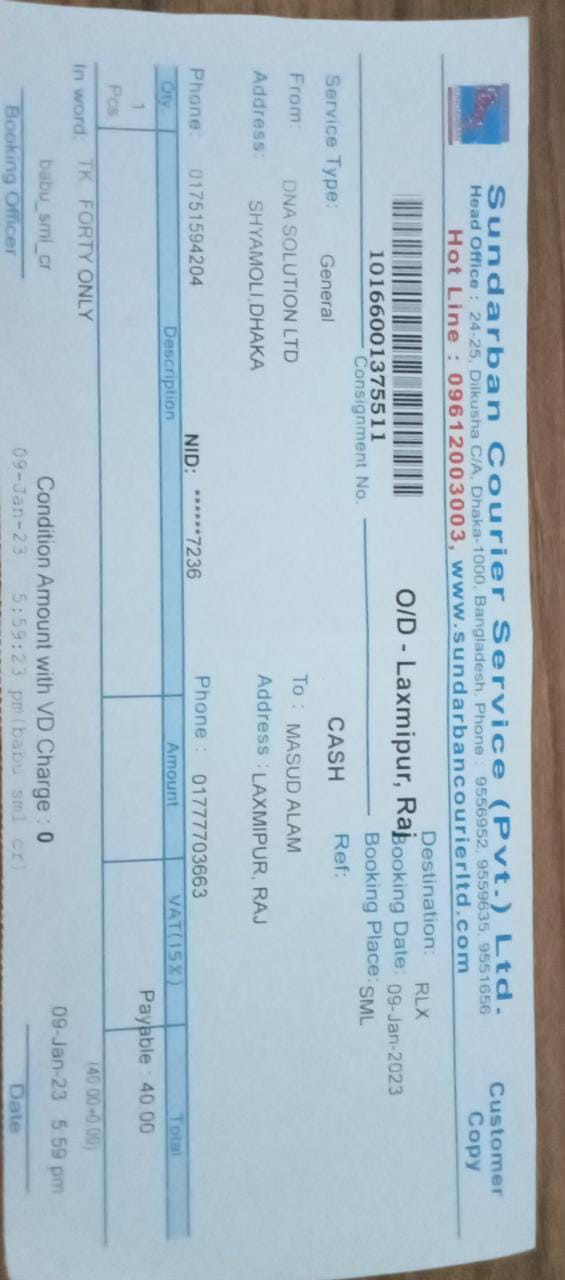 Sundarban Courier Service (Pvt.) Ltd.
Head Office : 24-25, Dilkusha C/A, Dhaka-1000, Bangladesh. Phone : 9556952, 9559635, 9551656
Hot Line : 09612003003, www.sundarbancourierltd.com
Customer Copy
Destination: RLX
O/D - Laxmipur, Raj
Booking Date: 09-Jan-2023
10166001375511
Consignment No.
Booking Place: SML
Service Type: General
CASH
Ref:
From: DNA SOLUTION LTD
To : MASUD ALAM
Address: SHYAMOLI,DHAKA
Address : LAXMIPUR, RAJ
Phone: 01751594204
NID: ******7236
Phone : 01777703663
Qty. Description Amount VAT(15%) Total
1
Pcs
Payable : 40.00
In word: TK FORTY ONLY
(40.00+0.00)
babu_sml_cr
Condition Amount with VD Charge : 0
09-Jan-23 5:59 pm
Booking Officer
09-Jan-23 5:59:23 pm(babu_sml_cr)
Date